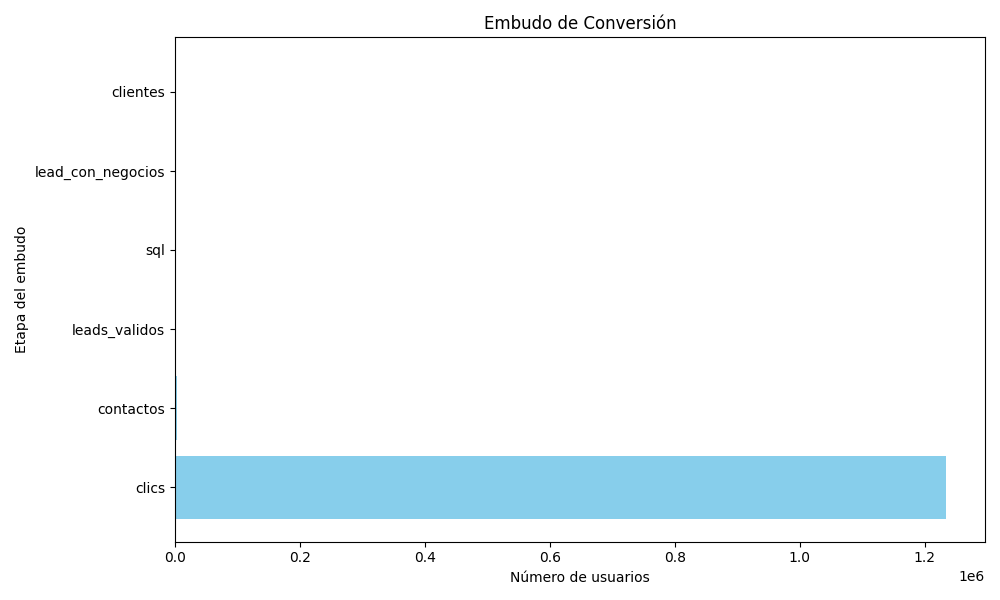 Embudo de Conversión
Etapa del embudo
clientes
lead_con_negocios
sql
leads_validos
contactos
clics
0.0 0.2 0.4 0.6 0.8 1.0 1.2
1e6
Número de usuarios